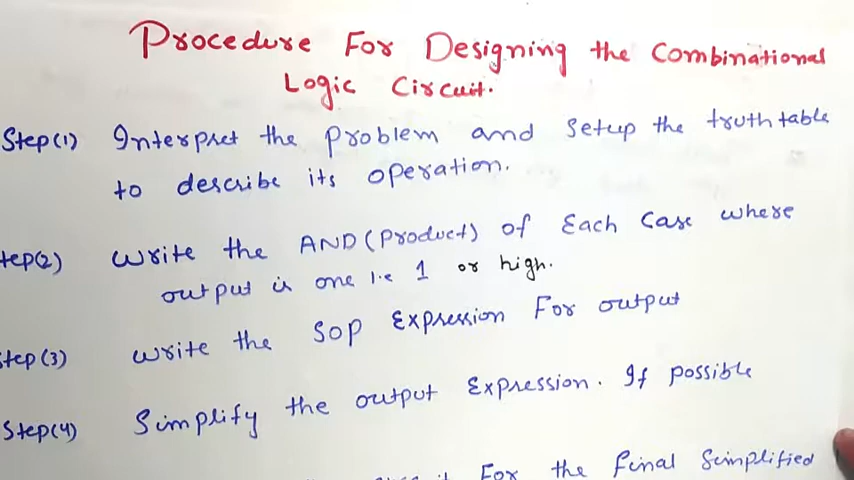 Procedure For Designing the Combinational
Logic Circuit.
Step(1) Interpret the problem and Setup the truth table
to describe its operation.
tep(2) Write the AND (Product) of Each Case where
output is one i.e 1 or high.
tep(3) Write the SOP Expression For output
Step(4) Simplify the output Expression. If possible
For the final Simplified